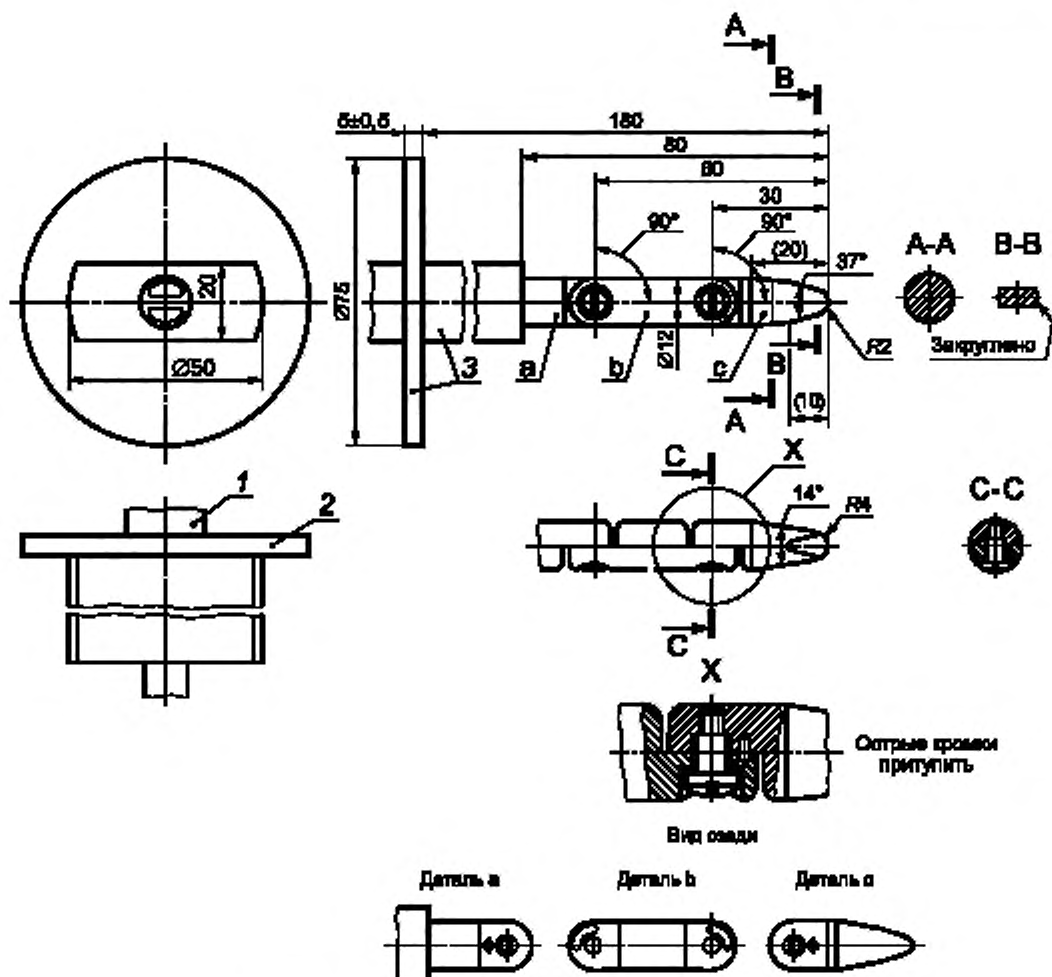 A
B
5±0,5
180
80
60
30
90°
90°
(20)
37°
A-A
B-B
20
Ø75
Ø50
3
a
b
Ø12
c
B
R2
Закруглено
A
(10)
1
2
C
X
14°
R4
C-C
C
X
Острые кромки
притупить
Вид сзади
Деталь a
Деталь b
Деталь c